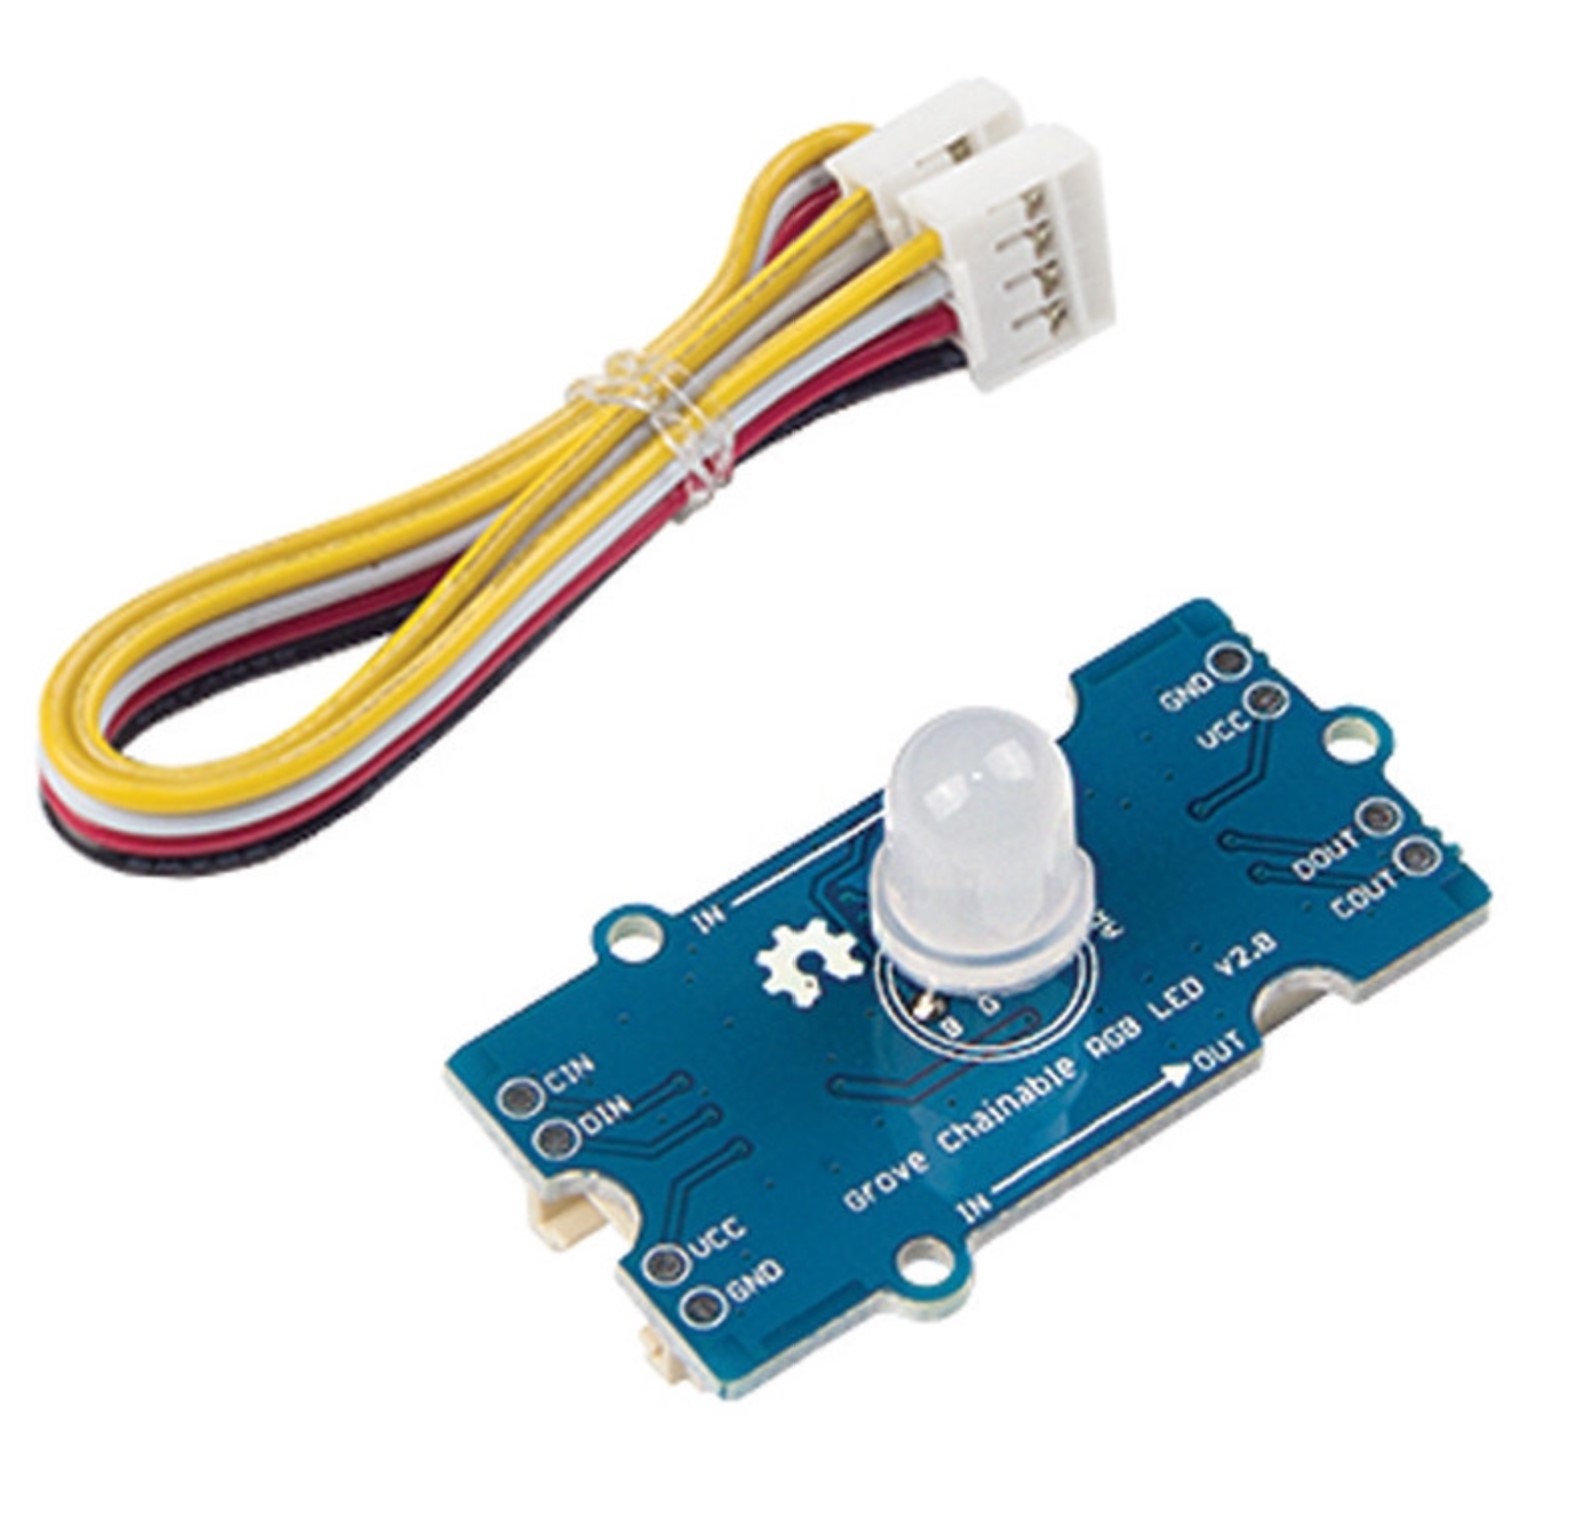 GND
VCC
DOUT
COUT
IN
B G
Grove Chainable RGB LED v2.0
IN
OUT
CIN
DIN
VCC
GND